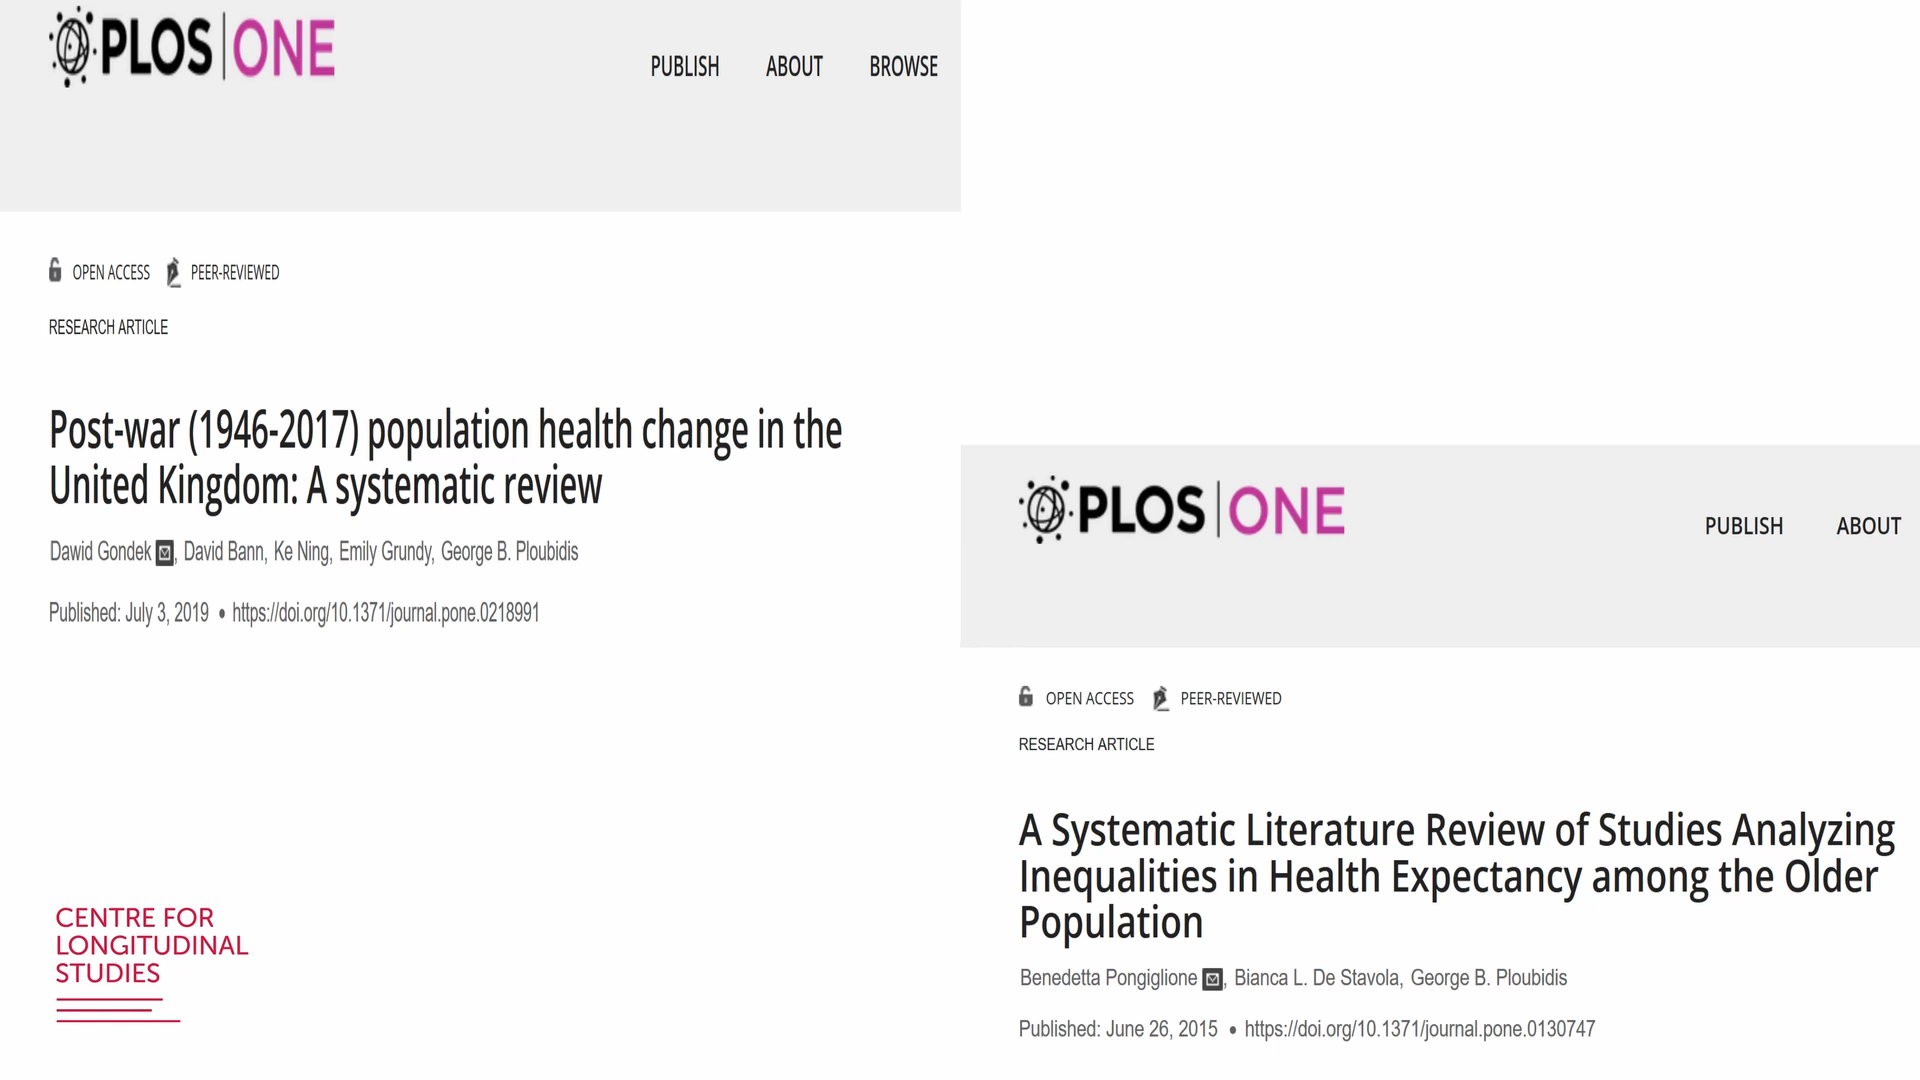 PLOS ONE
PUBLISH ABOUT BROWSE
OPEN ACCESS PEER-REVIEWED
RESEARCH ARTICLE
Post-war (1946-2017) population health change in the
United Kingdom: A systematic review
Dawid Gondek, David Bann, Ke Ning, Emily Grundy, George B. Ploubidis
Published: July 3, 2019 • https://doi.org/10.1371/journal.pone.0218991
CENTRE FOR
LONGITUDINAL
STUDIES
PLOS ONE
PUBLISH ABOUT
OPEN ACCESS PEER-REVIEWED
RESEARCH ARTICLE
A Systematic Literature Review of Studies Analyzing
Inequalities in Health Expectancy among the Older
Population
Benedetta Pongiglione, Bianca L. De Stavola, George B. Ploubidis
Published: June 26, 2015 • https://doi.org/10.1371/journal.pone.0130747